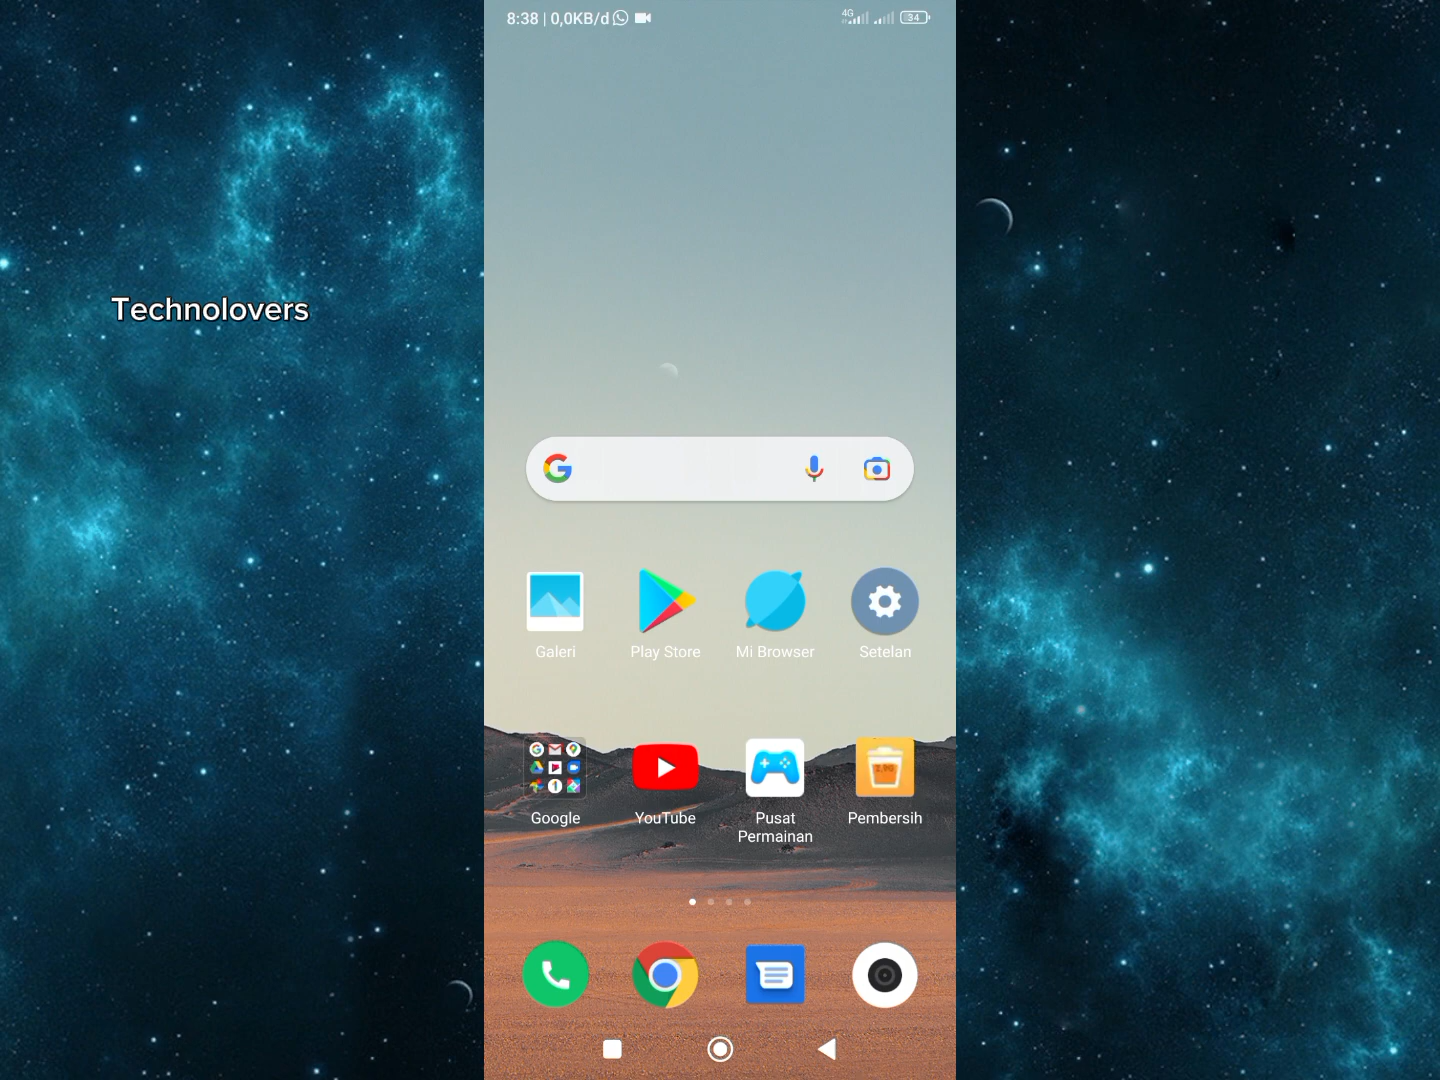 8:38 | 0,0KB/d
4G
34
Technolovers
Galeri
Play Store
Mi Browser
Setelan
Google
YouTube
Pusat
Permainan
Pembersih